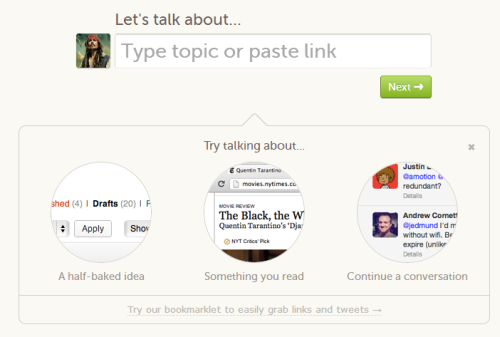 Let's talk about...
Type topic or paste link
Next →
Try talking about...
×
shed (4) | Drafts (20) | P
Apply
Show
Quentin Tarantino
movies.nytimes.co
MOVIE REVIEW
The Black, the W
Quentin Tarantino's 'Dja
NYT Critics' Pick
Justin
@amotion @
redundant?
Details
Andrew Comett
@jedmund I'd m
without wifi. Be
expire (unlike
Details
A half-baked idea
Something you read
Continue a conversation
Try our bookmarklet to easily grab links and tweets →